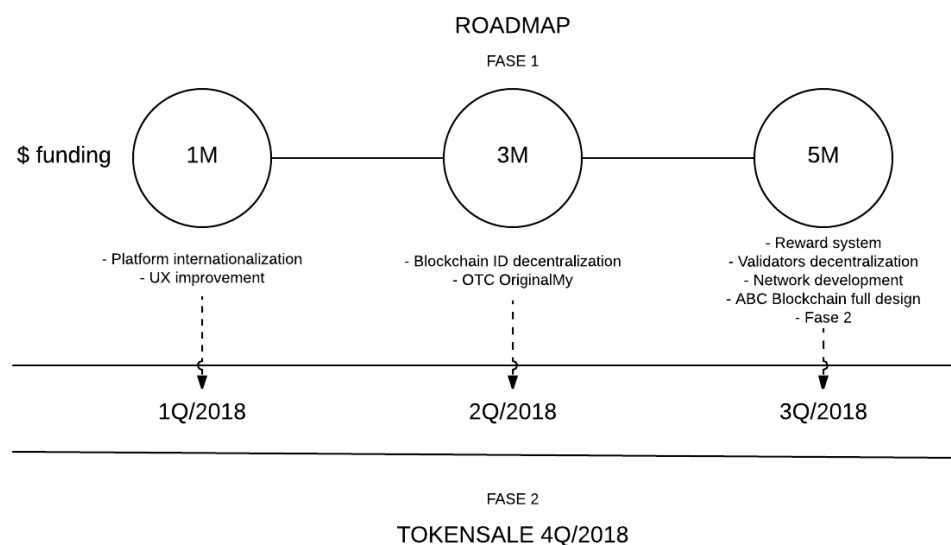 ROADMAP
FASE 1
$ funding
1M
3M
5M
- Platform internationalization
- UX improvement
- Blockchain ID decentralization
- OTC OriginalMy
- Reward system
- Validators decentralization
- Network development
- ABC Blockchain full design
- Fase 2
1Q/2018
2Q/2018
3Q/2018
FASE 2
TOKENSALE 4Q/2018